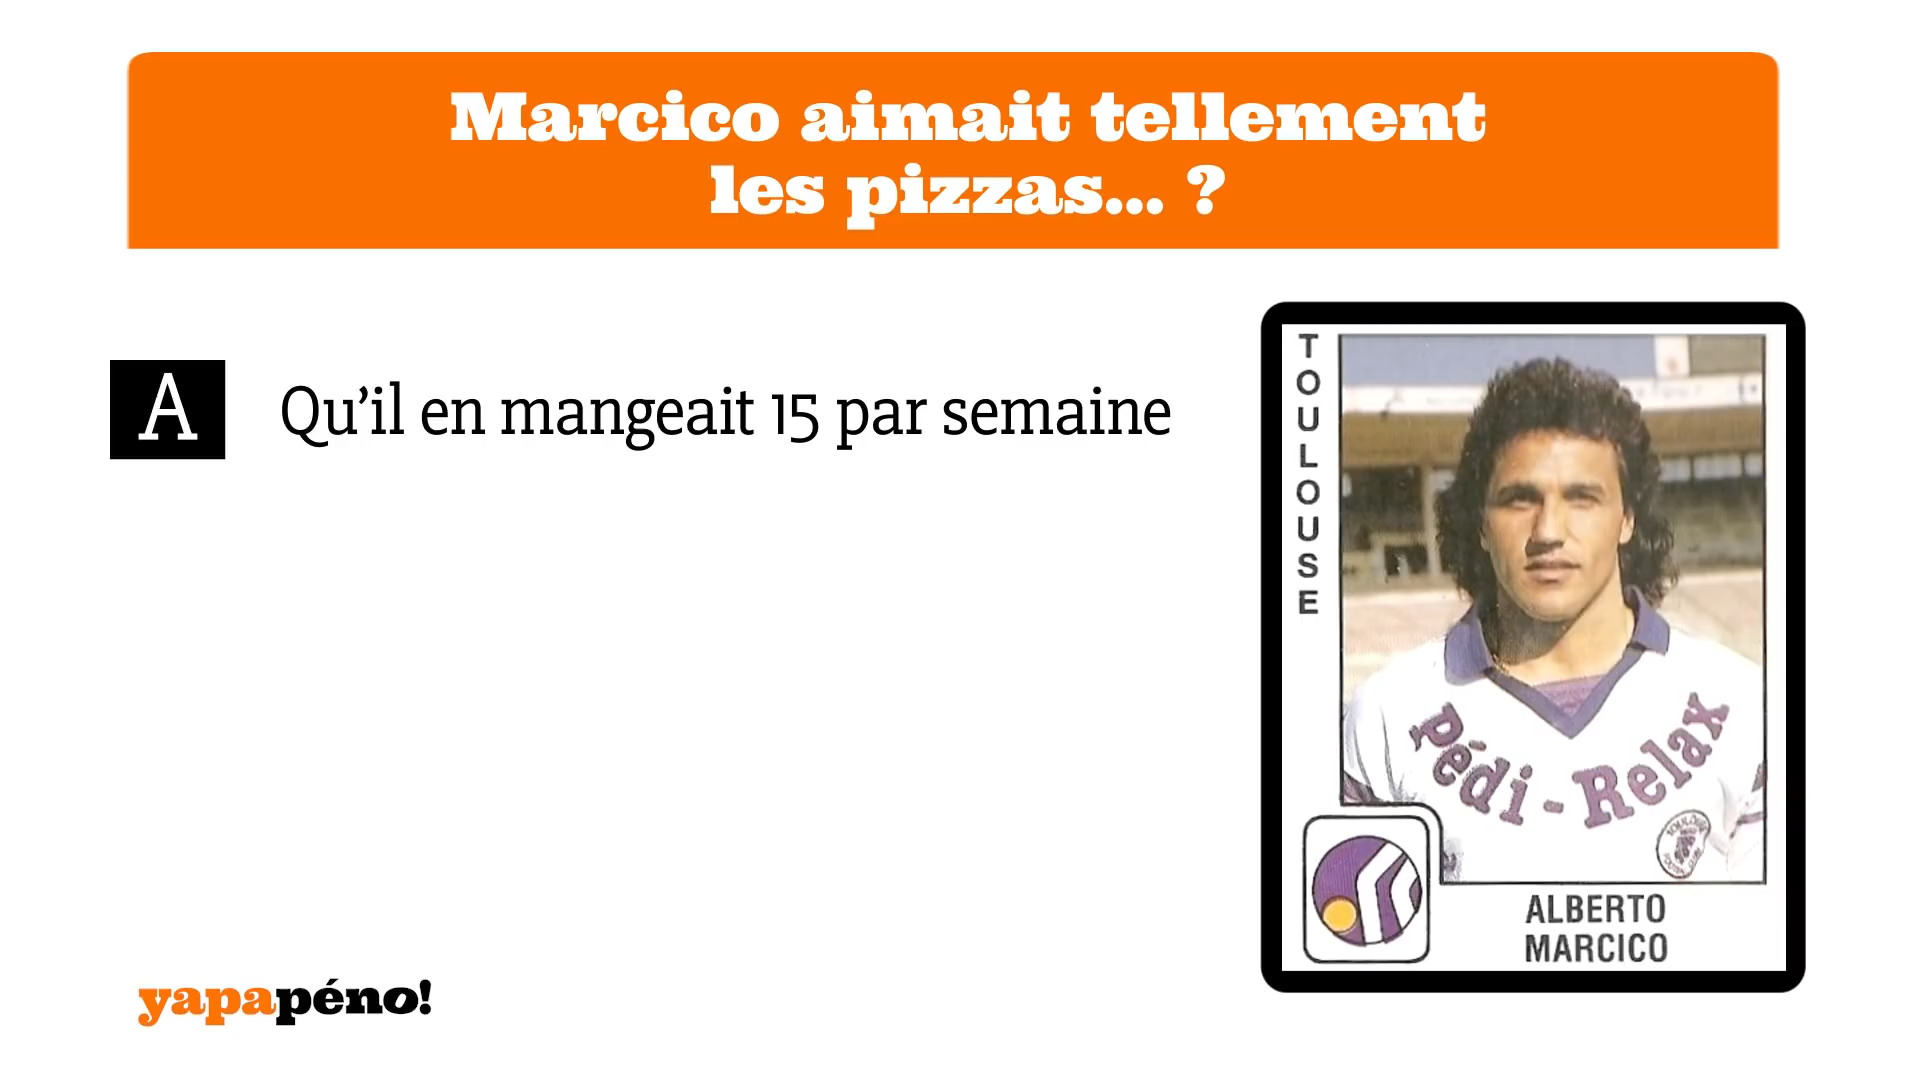 Marcico aimait tellement
les pizzas... ?
A
Qu’il en mangeait 15 par semaine
TOULOUSE
Pédi-Relax
ALBERTO
MARCICO
yapapéno!